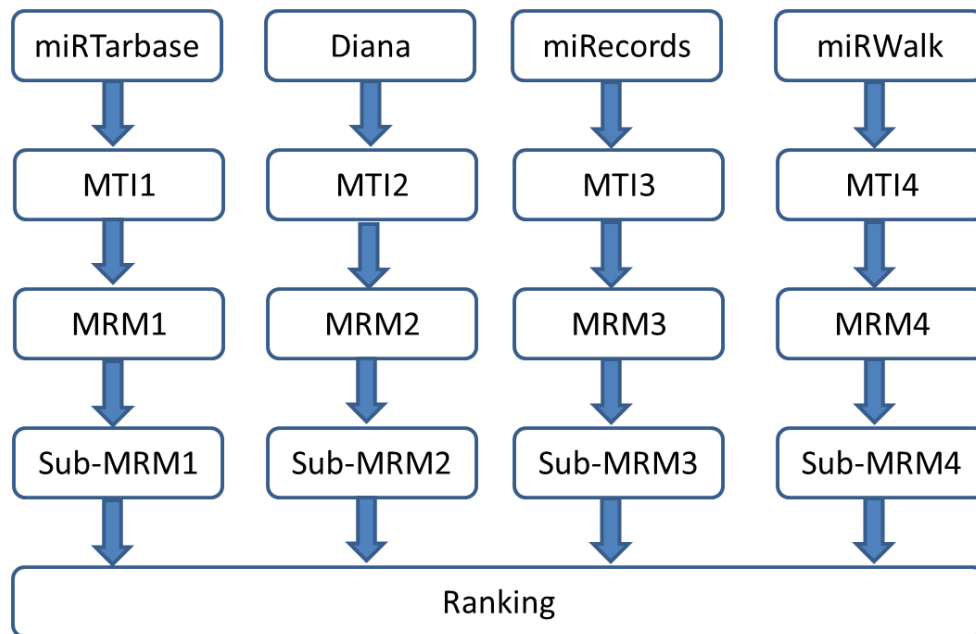 miRTarbase
Diana
miRecords
miRWalk
MTI1
MTI2
MTI3
MTI4
MRM1
MRM2
MRM3
MRM4
Sub-MRM1
Sub-MRM2
Sub-MRM3
Sub-MRM4
Ranking